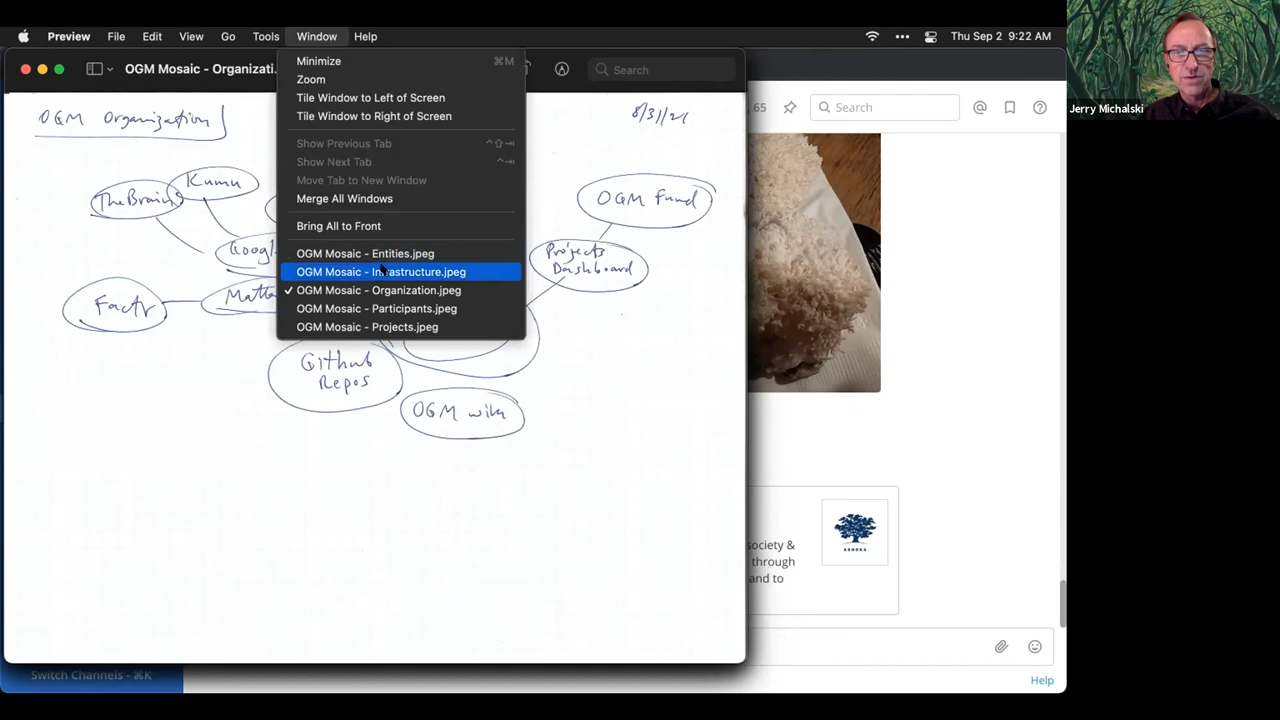 Preview File Edit View Go Tools Window Help
Thu Sep 2 9:22 AM
Jerry Michalski
OGM Mosaic - Organizati...
Search
Minimize ⌘M
Zoom
Tile Window to Left of Screen
Tile Window to Right of Screen
Show Previous Tab
Show Next Tab
Move Tab to New Window
Merge All Windows
Bring All to Front
OGM Mosaic - Entities.jpeg
OGM Mosaic - Infrastructure.jpeg
✓ OGM Mosaic - Organization.jpeg
OGM Mosaic - Participants.jpeg
OGM Mosaic - Projects.jpeg
OGM Organization
8/31/21
TheBrain
Kumu
Googl
Factr
Matte
Github
Repos
OGM wiki
Projects
Dashboard
OGM Fund
65
Search
society &
through
and to
ASHOKA
Switch Channels - ⌘K
Help